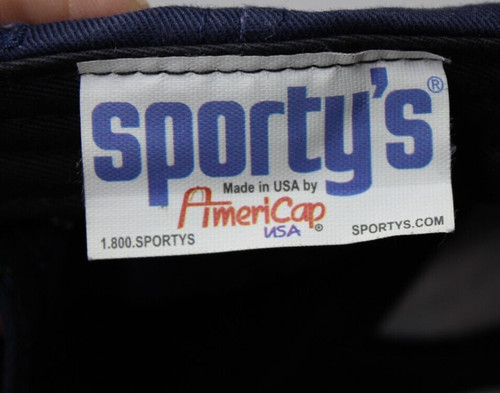 sporty's®
Made in USA by
AmeriCap
USA®
1.800.SPORTYS
SPORTYS.COM